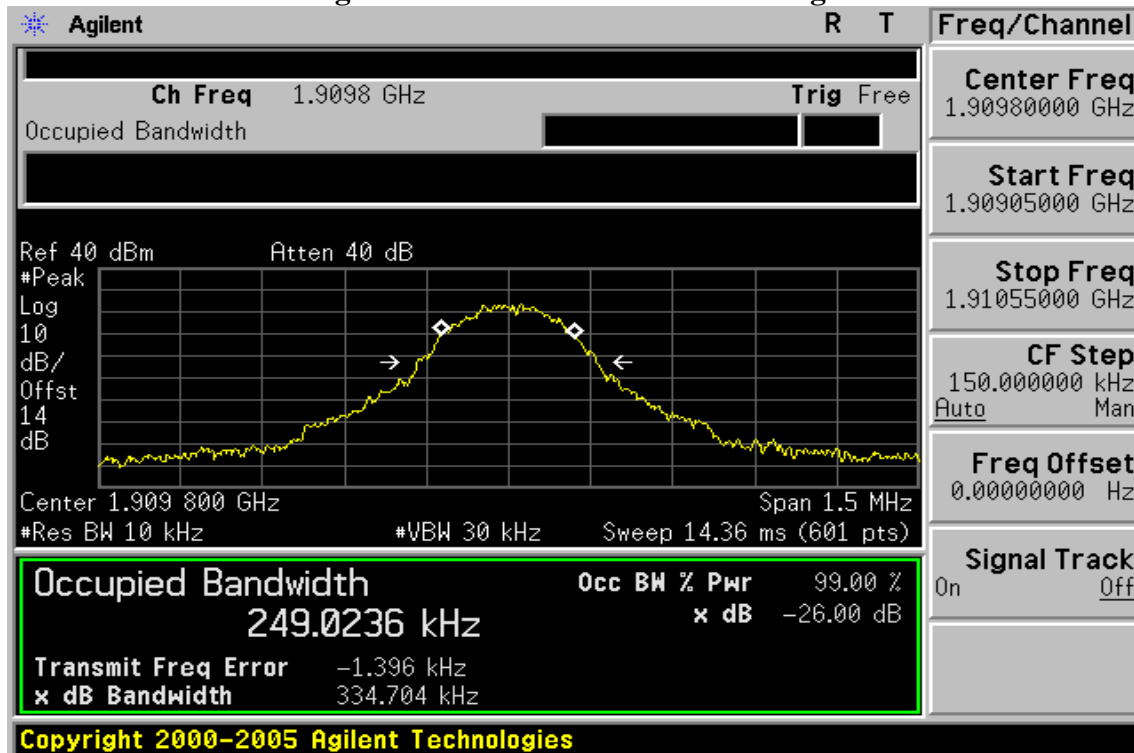 Agilent R T
Ch Freq 1.9098 GHz Trig Free
Occupied Bandwidth
Ref 40 dBm Atten 40 dB
#Peak
Log
10
dB/
Offst
14
dB
Center 1.909 800 GHz Span 1.5 MHz
#Res BW 10 kHz #VBW 30 kHz Sweep 14.36 ms (601 pts)
Occupied Bandwidth Occ BW % Pwr 99.00 %
249.0236 kHz x dB -26.00 dB
Transmit Freq Error -1.396 kHz
x dB Bandwidth 334.704 kHz
Copyright 2000-2005 Agilent Technologies
Freq/Channel
Center Freq
1.90980000 GHz
Start Freq
1.90905000 GHz
Stop Freq
1.91055000 GHz
CF Step
150.000000 kHz
Auto Man
Freq Offset
0.00000000 Hz
Signal Track
On Off